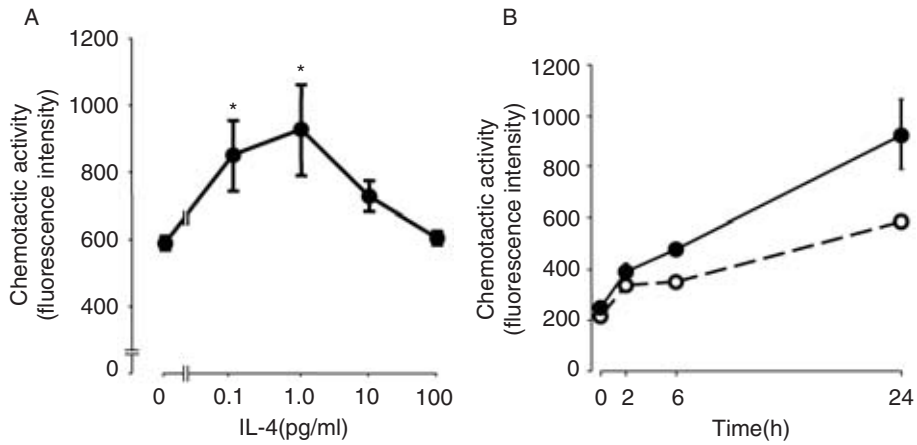 A
Chemotactic activity
(fluorescence intensity)
1200
1000
800
600
400
0
*
*
0 0.1 1.0 10 100
IL-4(pg/ml)
B
Chemotactic activity
(fluorescence intensity)
1200
1000
800
600
400
200
0
0 2 6 24
Time(h)